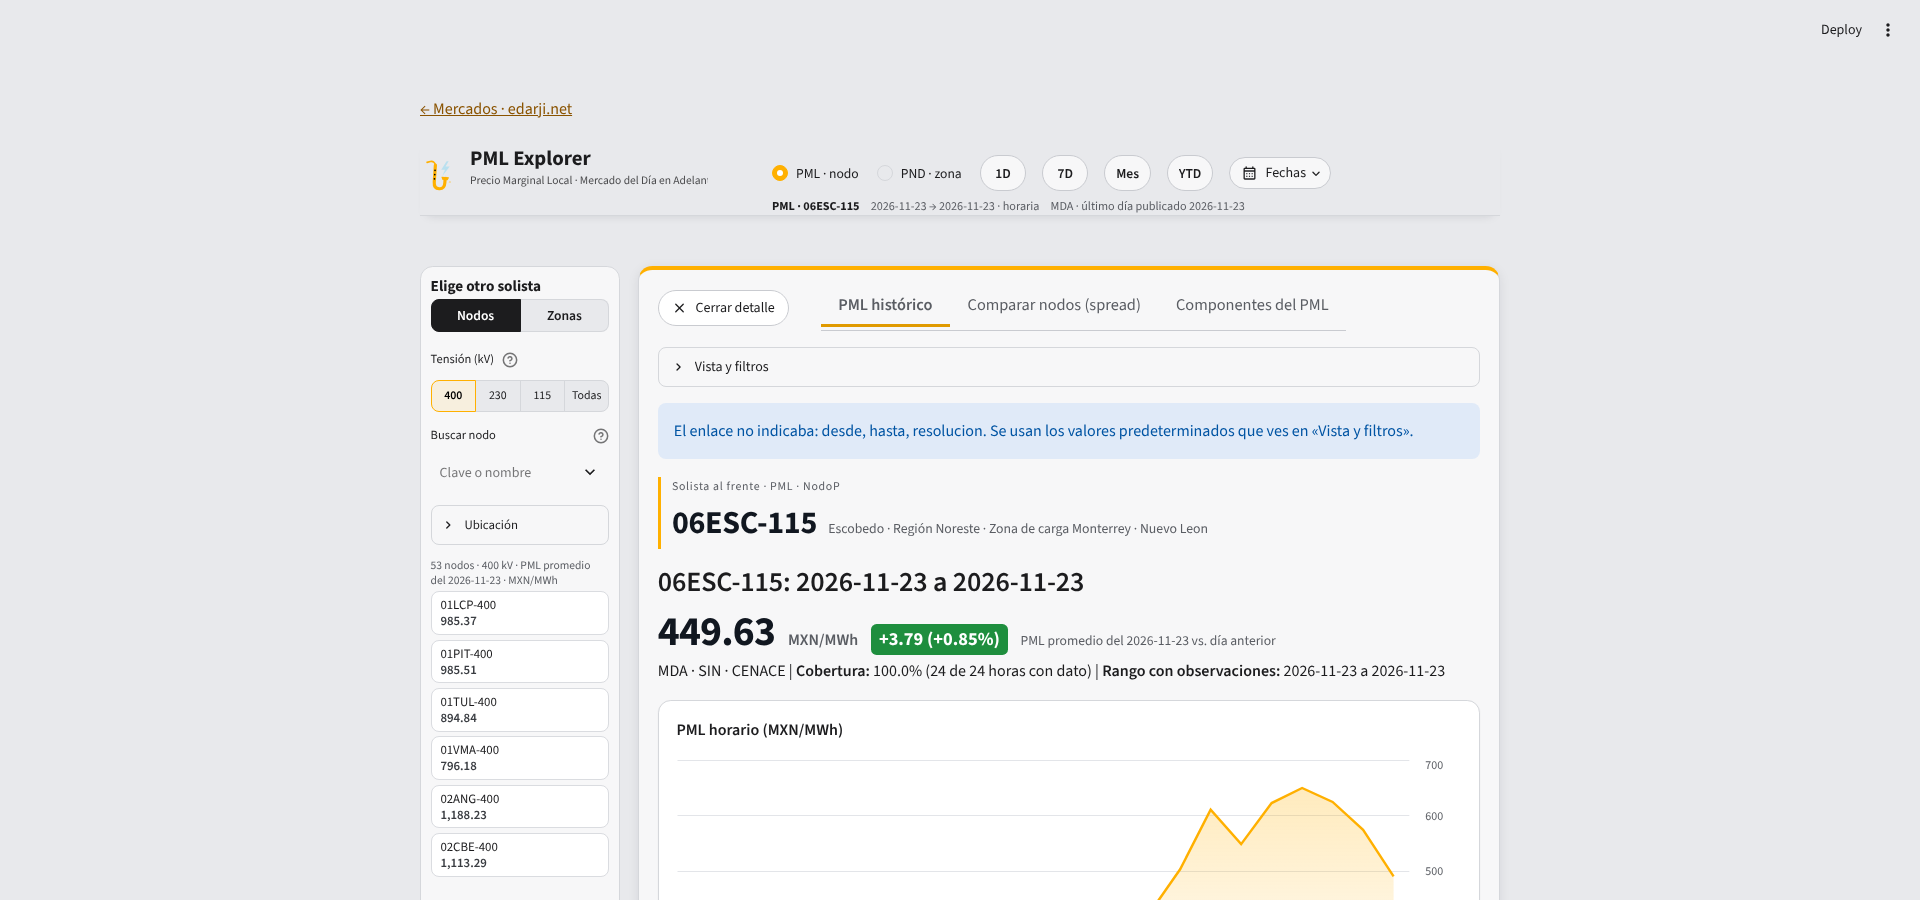 Deploy
← Mercados · edarji.net
PML Explorer
Precio Marginal Local · Mercado del Día en Adelan
PML · nodo
PND · zona
1D
7D
Mes
YTD
Fechas
PML · 06ESC-115 2026-11-23 → 2026-11-23 · horaria MDA · último día publicado 2026-11-23
Elige otro solista
Nodos
Zonas
Tensión (kV)
400
230
115
Todas
Buscar nodo
Clave o nombre
Ubicación
53 nodos · 400 kV · PML promedio
del 2026-11-23 · MXN/MWh
01LCP-400
985.37
01PIT-400
985.51
01TUL-400
894.84
01VMA-400
796.18
02ANG-400
1,188.23
02CBE-400
1,113.29
Cerrar detalle
PML histórico
Comparar nodos (spread)
Componentes del PML
Vista y filtros
El enlace no indicaba: desde, hasta, resolucion. Se usan los valores predeterminados que ves en «Vista y filtros».
Solista al frente · PML · NodoP
06ESC-115 Escobedo · Región Noreste · Zona de carga Monterrey · Nuevo Leon
06ESC-115: 2026-11-23 a 2026-11-23
449.63 MXN/MWh +3.79 (+0.85%) PML promedio del 2026-11-23 vs. día anterior
MDA · SIN · CENACE | Cobertura: 100.0% (24 de 24 horas con dato) | Rango con observaciones: 2026-11-23 a 2026-11-23
PML horario (MXN/MWh)
700
600
500